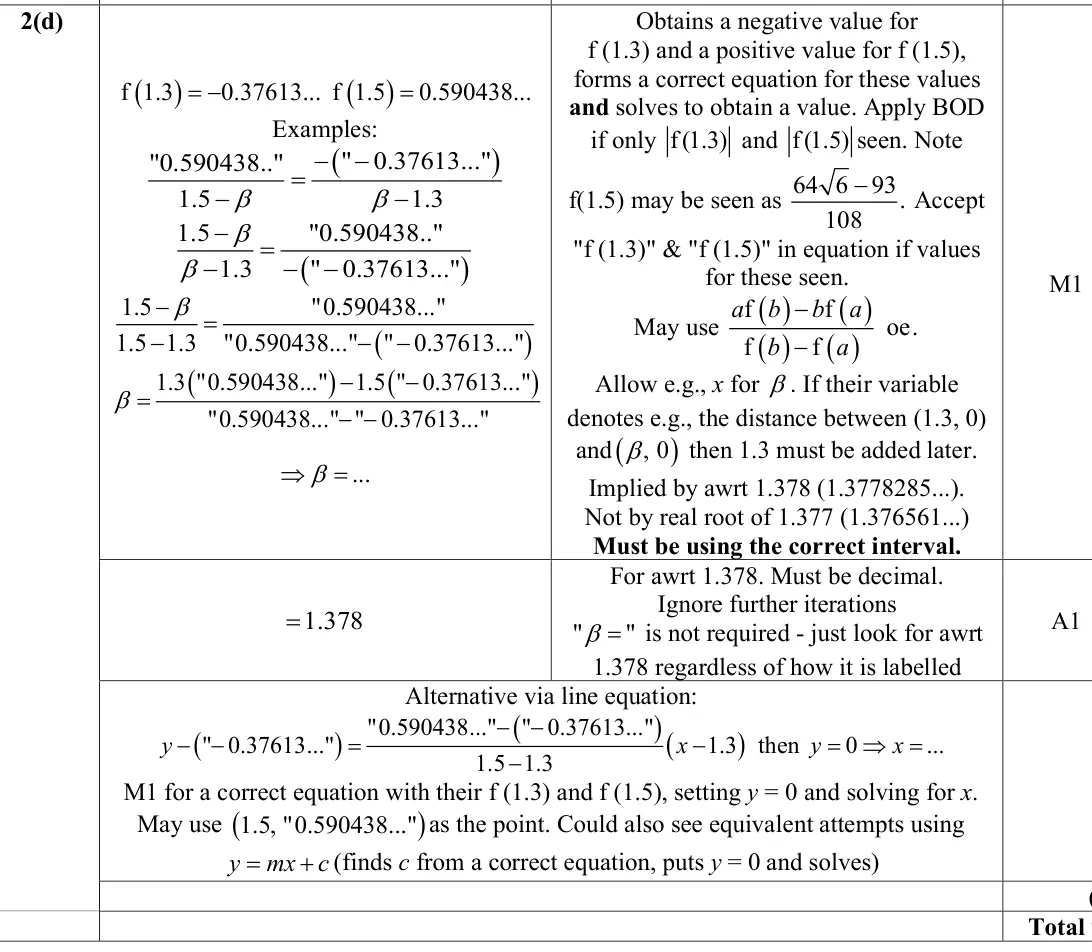 2(d)
f (1.3) = –0.37613... f (1.5) = 0.590438...
Examples:
"0.590438.."/(1.5 − β) = −("− 0.37613...")/(β − 1.3)
(1.5 − β)/(β − 1.3) = "0.590438.."/−("− 0.37613...")
(1.5 − β)/(1.5 − 1.3) = "0.590438..."/("0.590438..."−("− 0.37613..."))
β = (1.3("0.590438...") − 1.5("− 0.37613..."))/("0.590438..."−"− 0.37613...")
⇒ β = ...
Obtains a negative value for
f (1.3) and a positive value for f (1.5),
forms a correct equation for these values
and solves to obtain a value. Apply BOD
if only |f(1.3)| and |f(1.5)| seen. Note
f(1.5) may be seen as (64√6 − 93)/108. Accept
"f (1.3)" & "f (1.5)" in equation if values
for these seen.
May use (af(b) − bf(a))/(f(b) − f(a)) oe.
Allow e.g., x for β. If their variable
denotes e.g., the distance between (1.3, 0)
and (β, 0) then 1.3 must be added later.
Implied by awrt 1.378 (1.3778285...).
Not by real root of 1.377 (1.376561...)
Must be using the correct interval.
M1
= 1.378
For awrt 1.378. Must be decimal.
Ignore further iterations
"β =" is not required - just look for awrt
1.378 regardless of how it is labelled
A1
Alternative via line equation:
y − ("− 0.37613...") = ("0.590438..."−("− 0.37613..."))/(1.5 − 1.3) (x − 1.3) then y = 0 ⇒ x = ...
M1 for a correct equation with their f (1.3) and f (1.5), setting y = 0 and solving for x.
May use (1.5, "0.590438...") as the point. Could also see equivalent attempts using
y = mx + c (finds c from a correct equation, puts y = 0 and solves)
Total